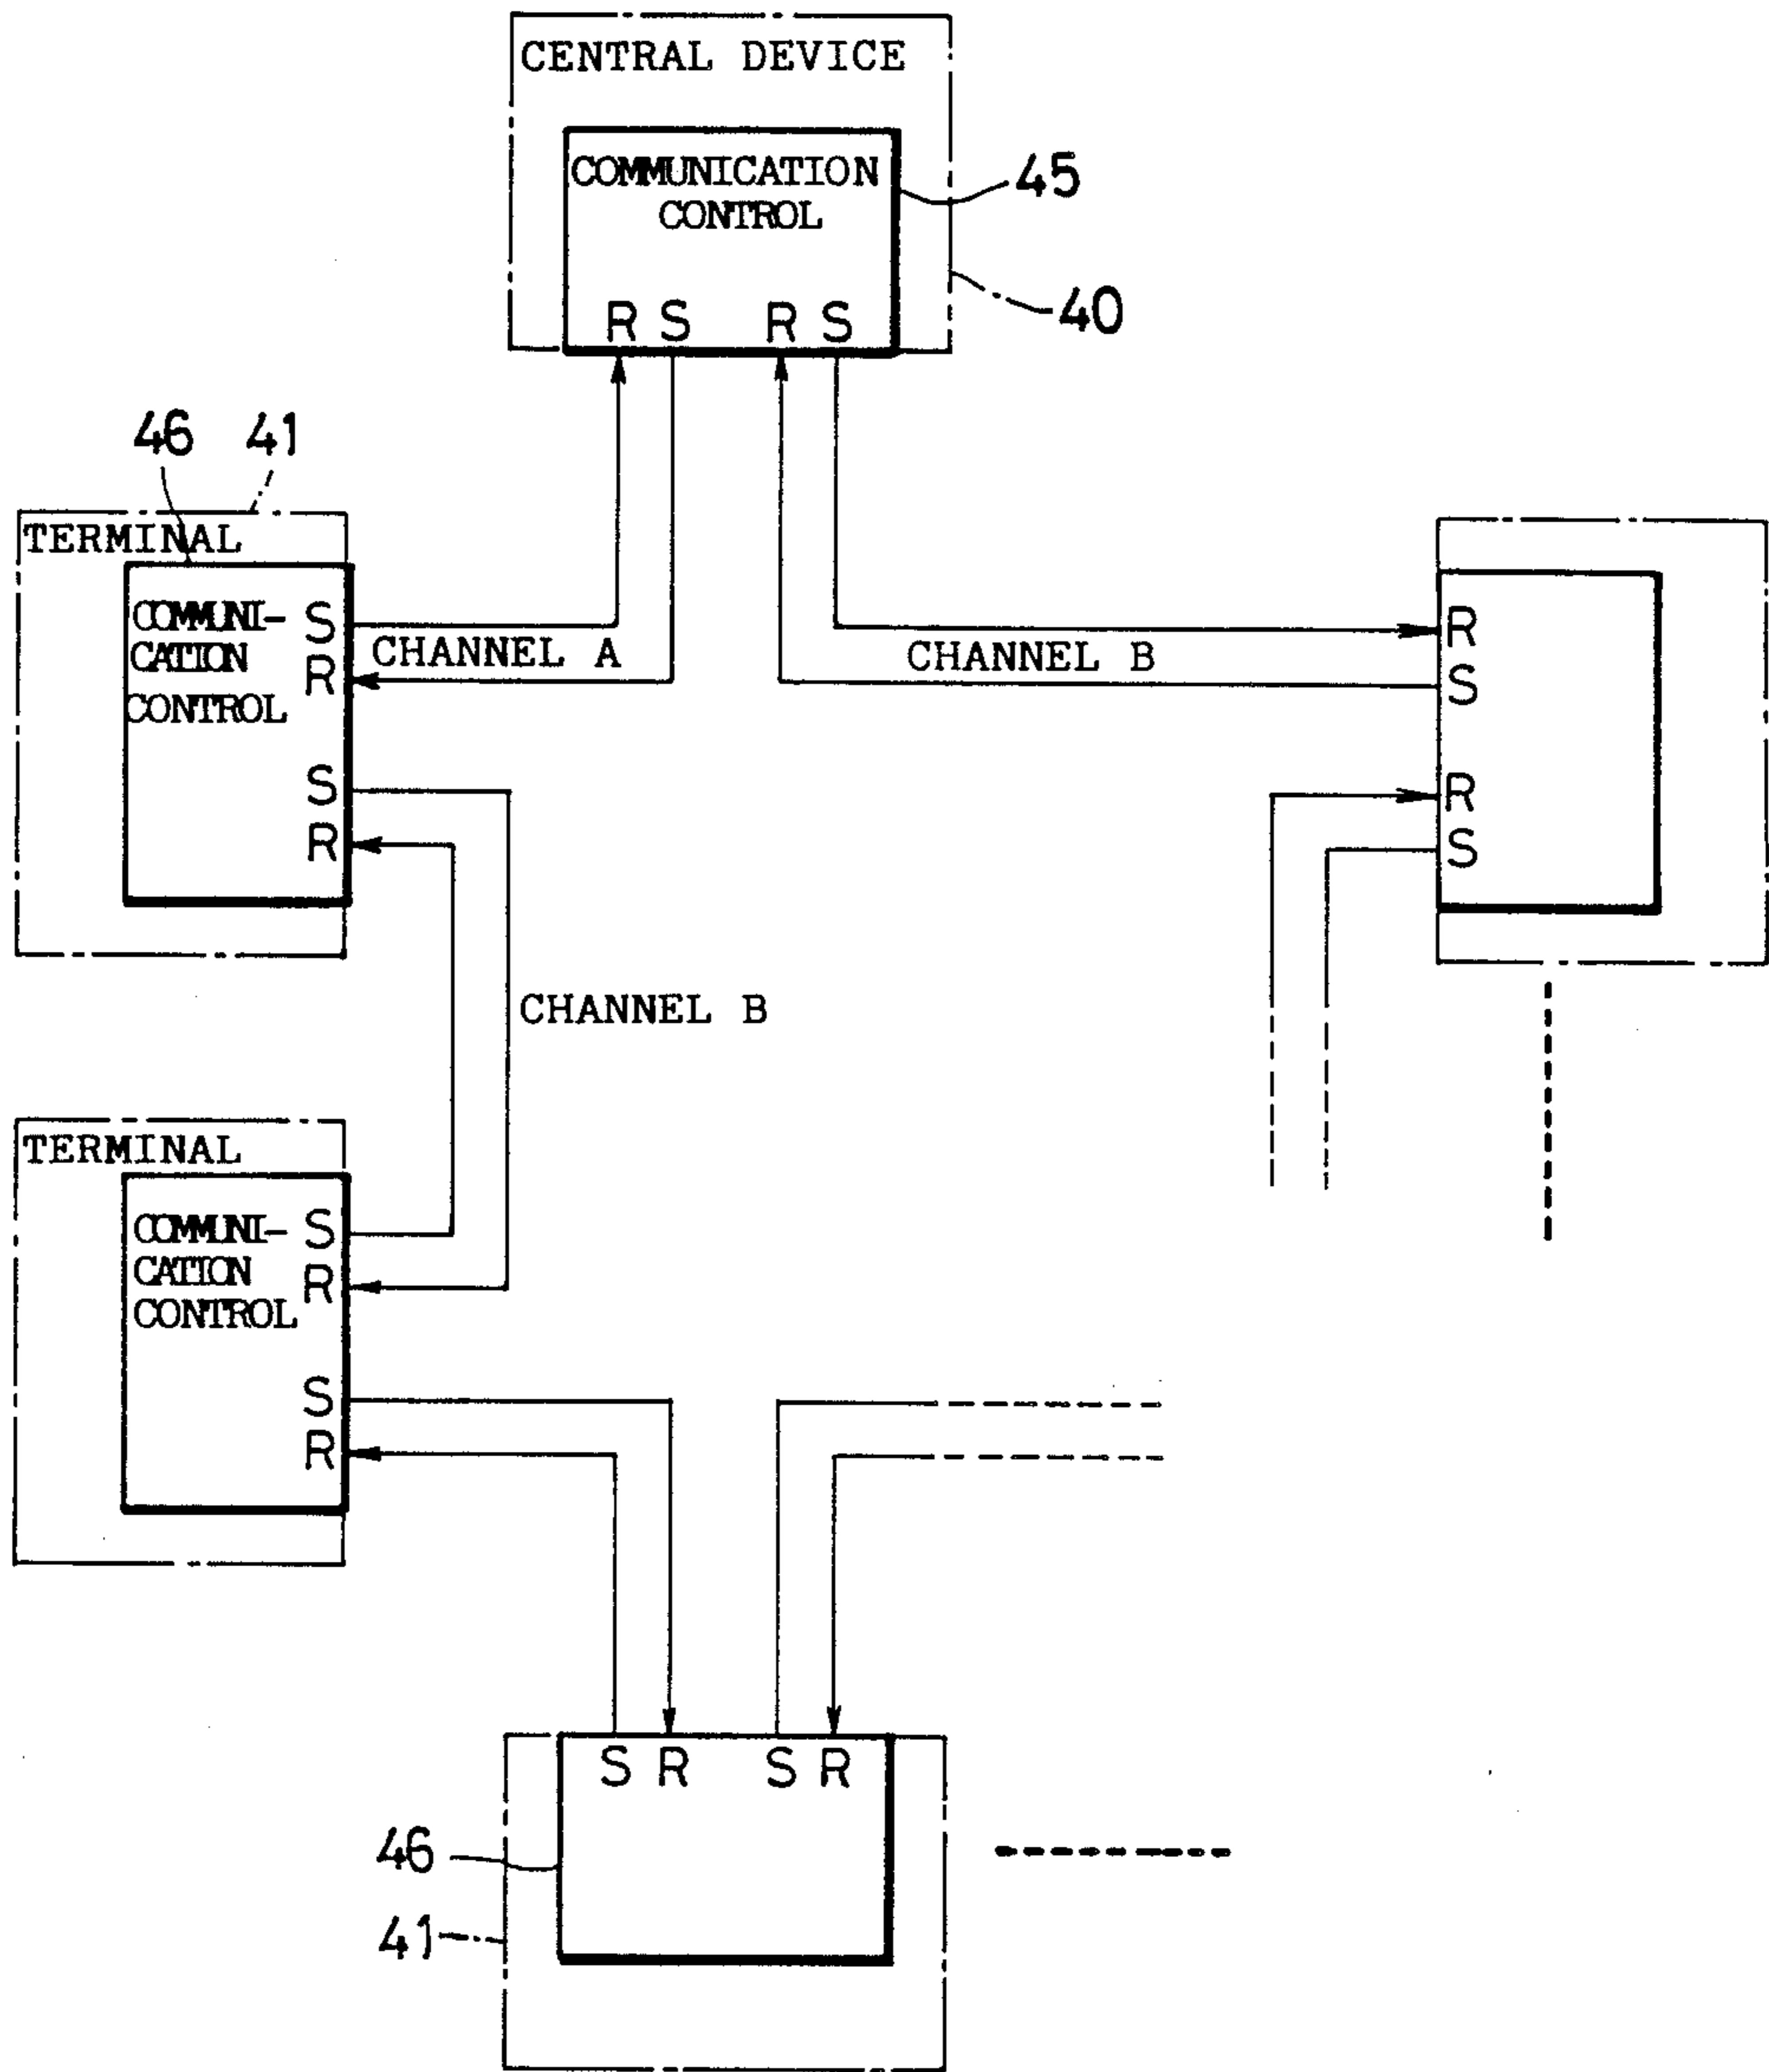 CENTRAL DEVICE
COMMUNICATION
CONTROL
45
R S R S
40
46 41
TERMINAL
COMMUNI-
CATION
CONTROL
S
R
S
R
CHANNEL A
CHANNEL B
R
S
R
S
CHANNEL B
TERMINAL
COMMUNI-
CATION
CONTROL
S
R
S
R
S R S R
46
41